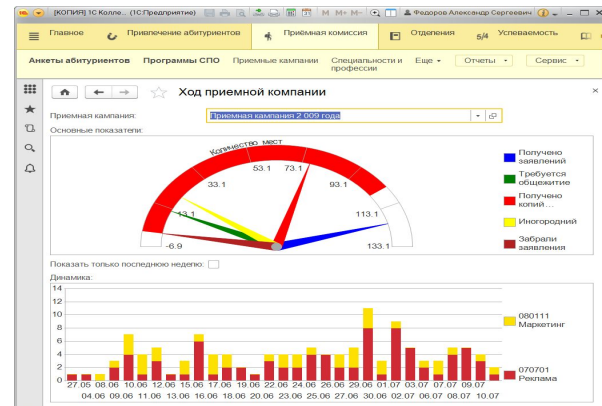 [КОПИЯ] 1С Колле... (1С:Предприятие)
M M+ M-
Федоров Александр Сергеевич
Главное
Привлечение абитуриентов
Приёмная комиссия
Отделения
5/4 Успеваемость
Анкеты абитуриентов
Программы СПО
Приемные кампании
Специальности и
профессии
Еще
Отчеты
Сервис
Ход приемной компании
Приемная кампания:
Приемная кампания 2 009 года
Основные показатели:
Количество мест
-6.9
13.1
33.1
53.1
73.1
93.1
113.1
133.1
Получено
заявлений
Требуется
общежитие
Получено
копий...
Иногородний
Забрали
заявления
Показать только последнюю неделю:
Динамика:
14
12
10
8
6
4
2
0
27.05 08.06 10.06 12.06 15.06 17.06 19.06 22.06 24.06 26.06 29.06 01.07 03.07 07.07 09.07
04.06 09.06 11.06 13.06 16.06 18.06 20.06 23.06 25.06 27.06 30.06 02.07 06.07 08.07 10.07
080111
Маркетинг
070701
Реклама